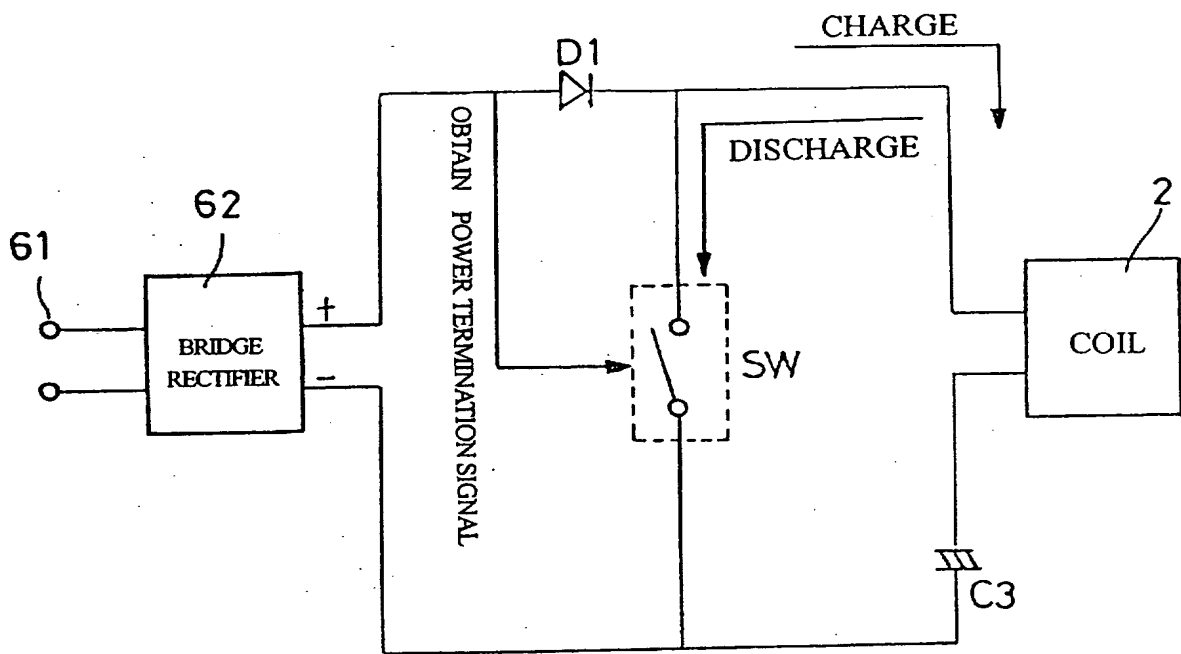 CHARGE
D1
DISCHARGE
OBTAIN POWER TERMINATION SIGNAL
62
2
61
+
BRIDGE
RECTIFIER
-
SW
COIL
C3